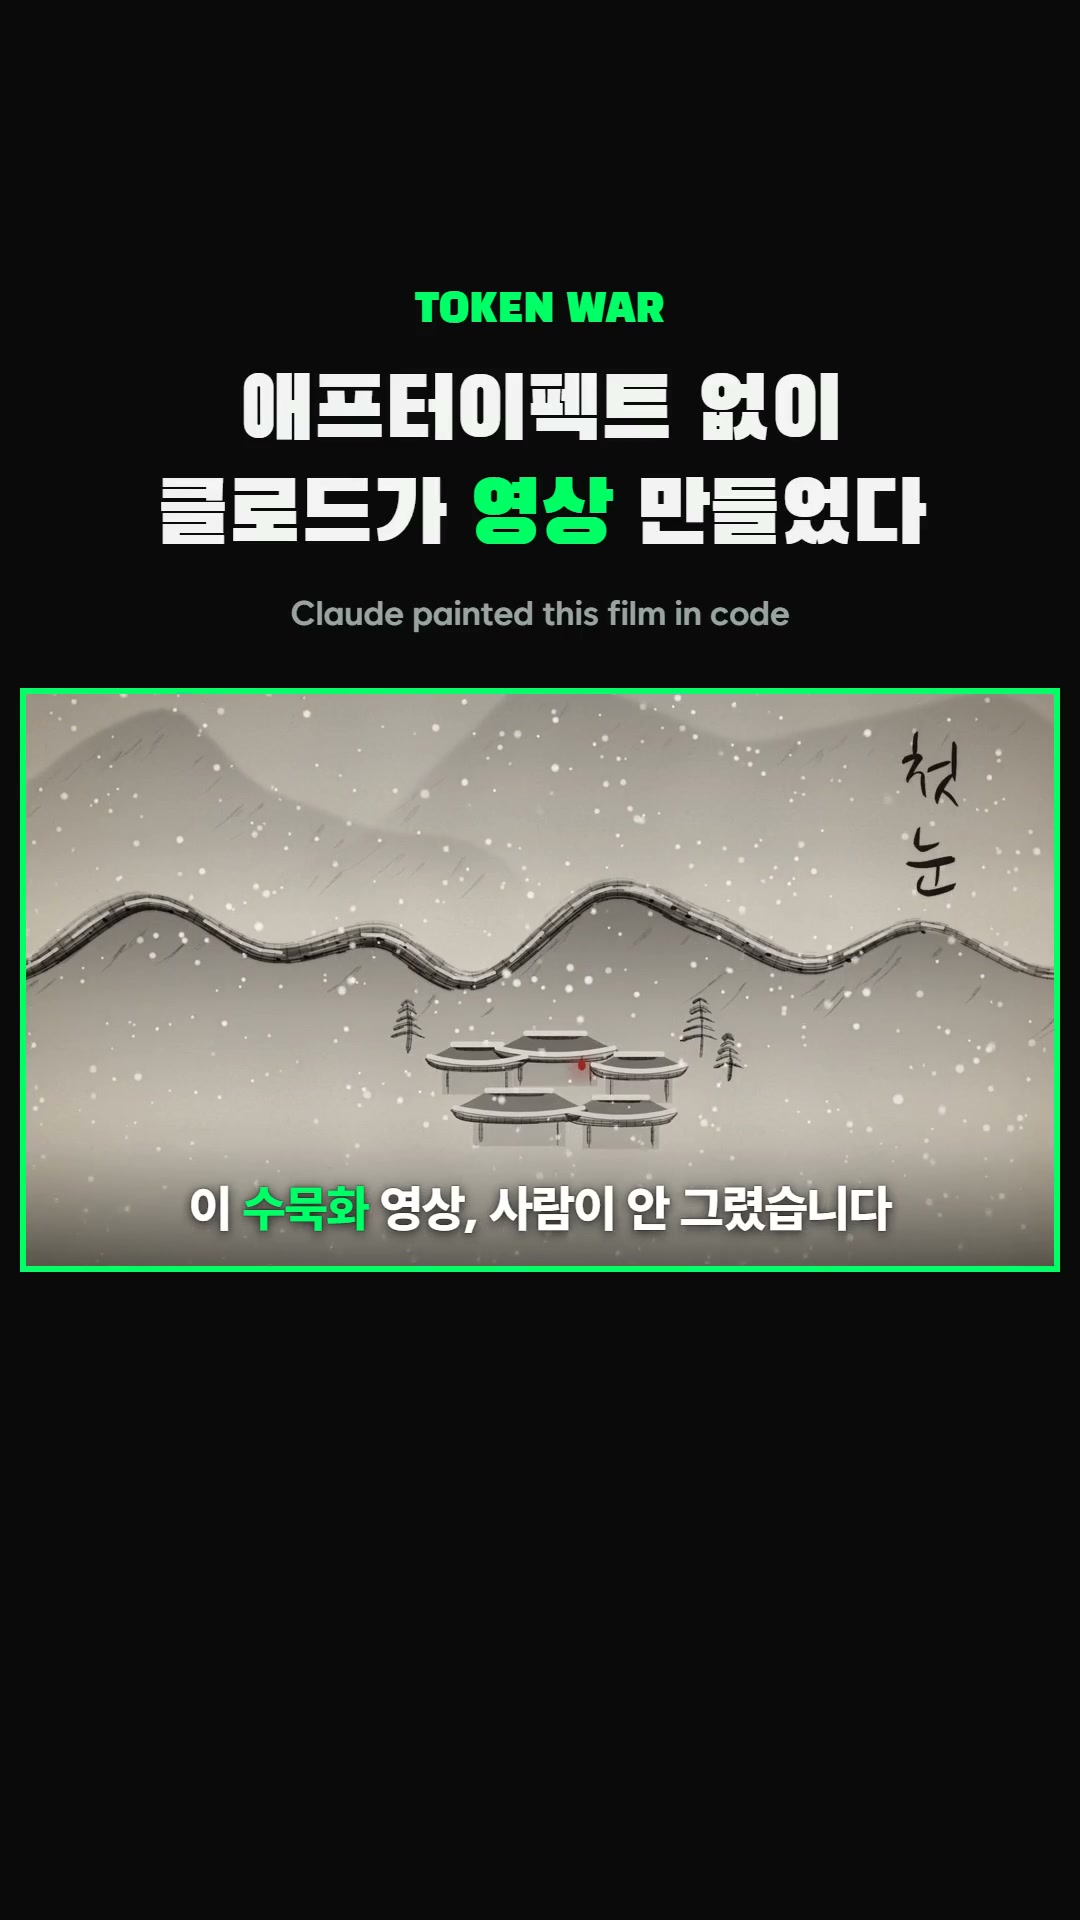 TOKEN WAR
애프터이펙트 없이
클로드가 영상 만들었다
Claude painted this film in code
첫
눈
이 수묵화 영상, 사람이 안 그렸습니다